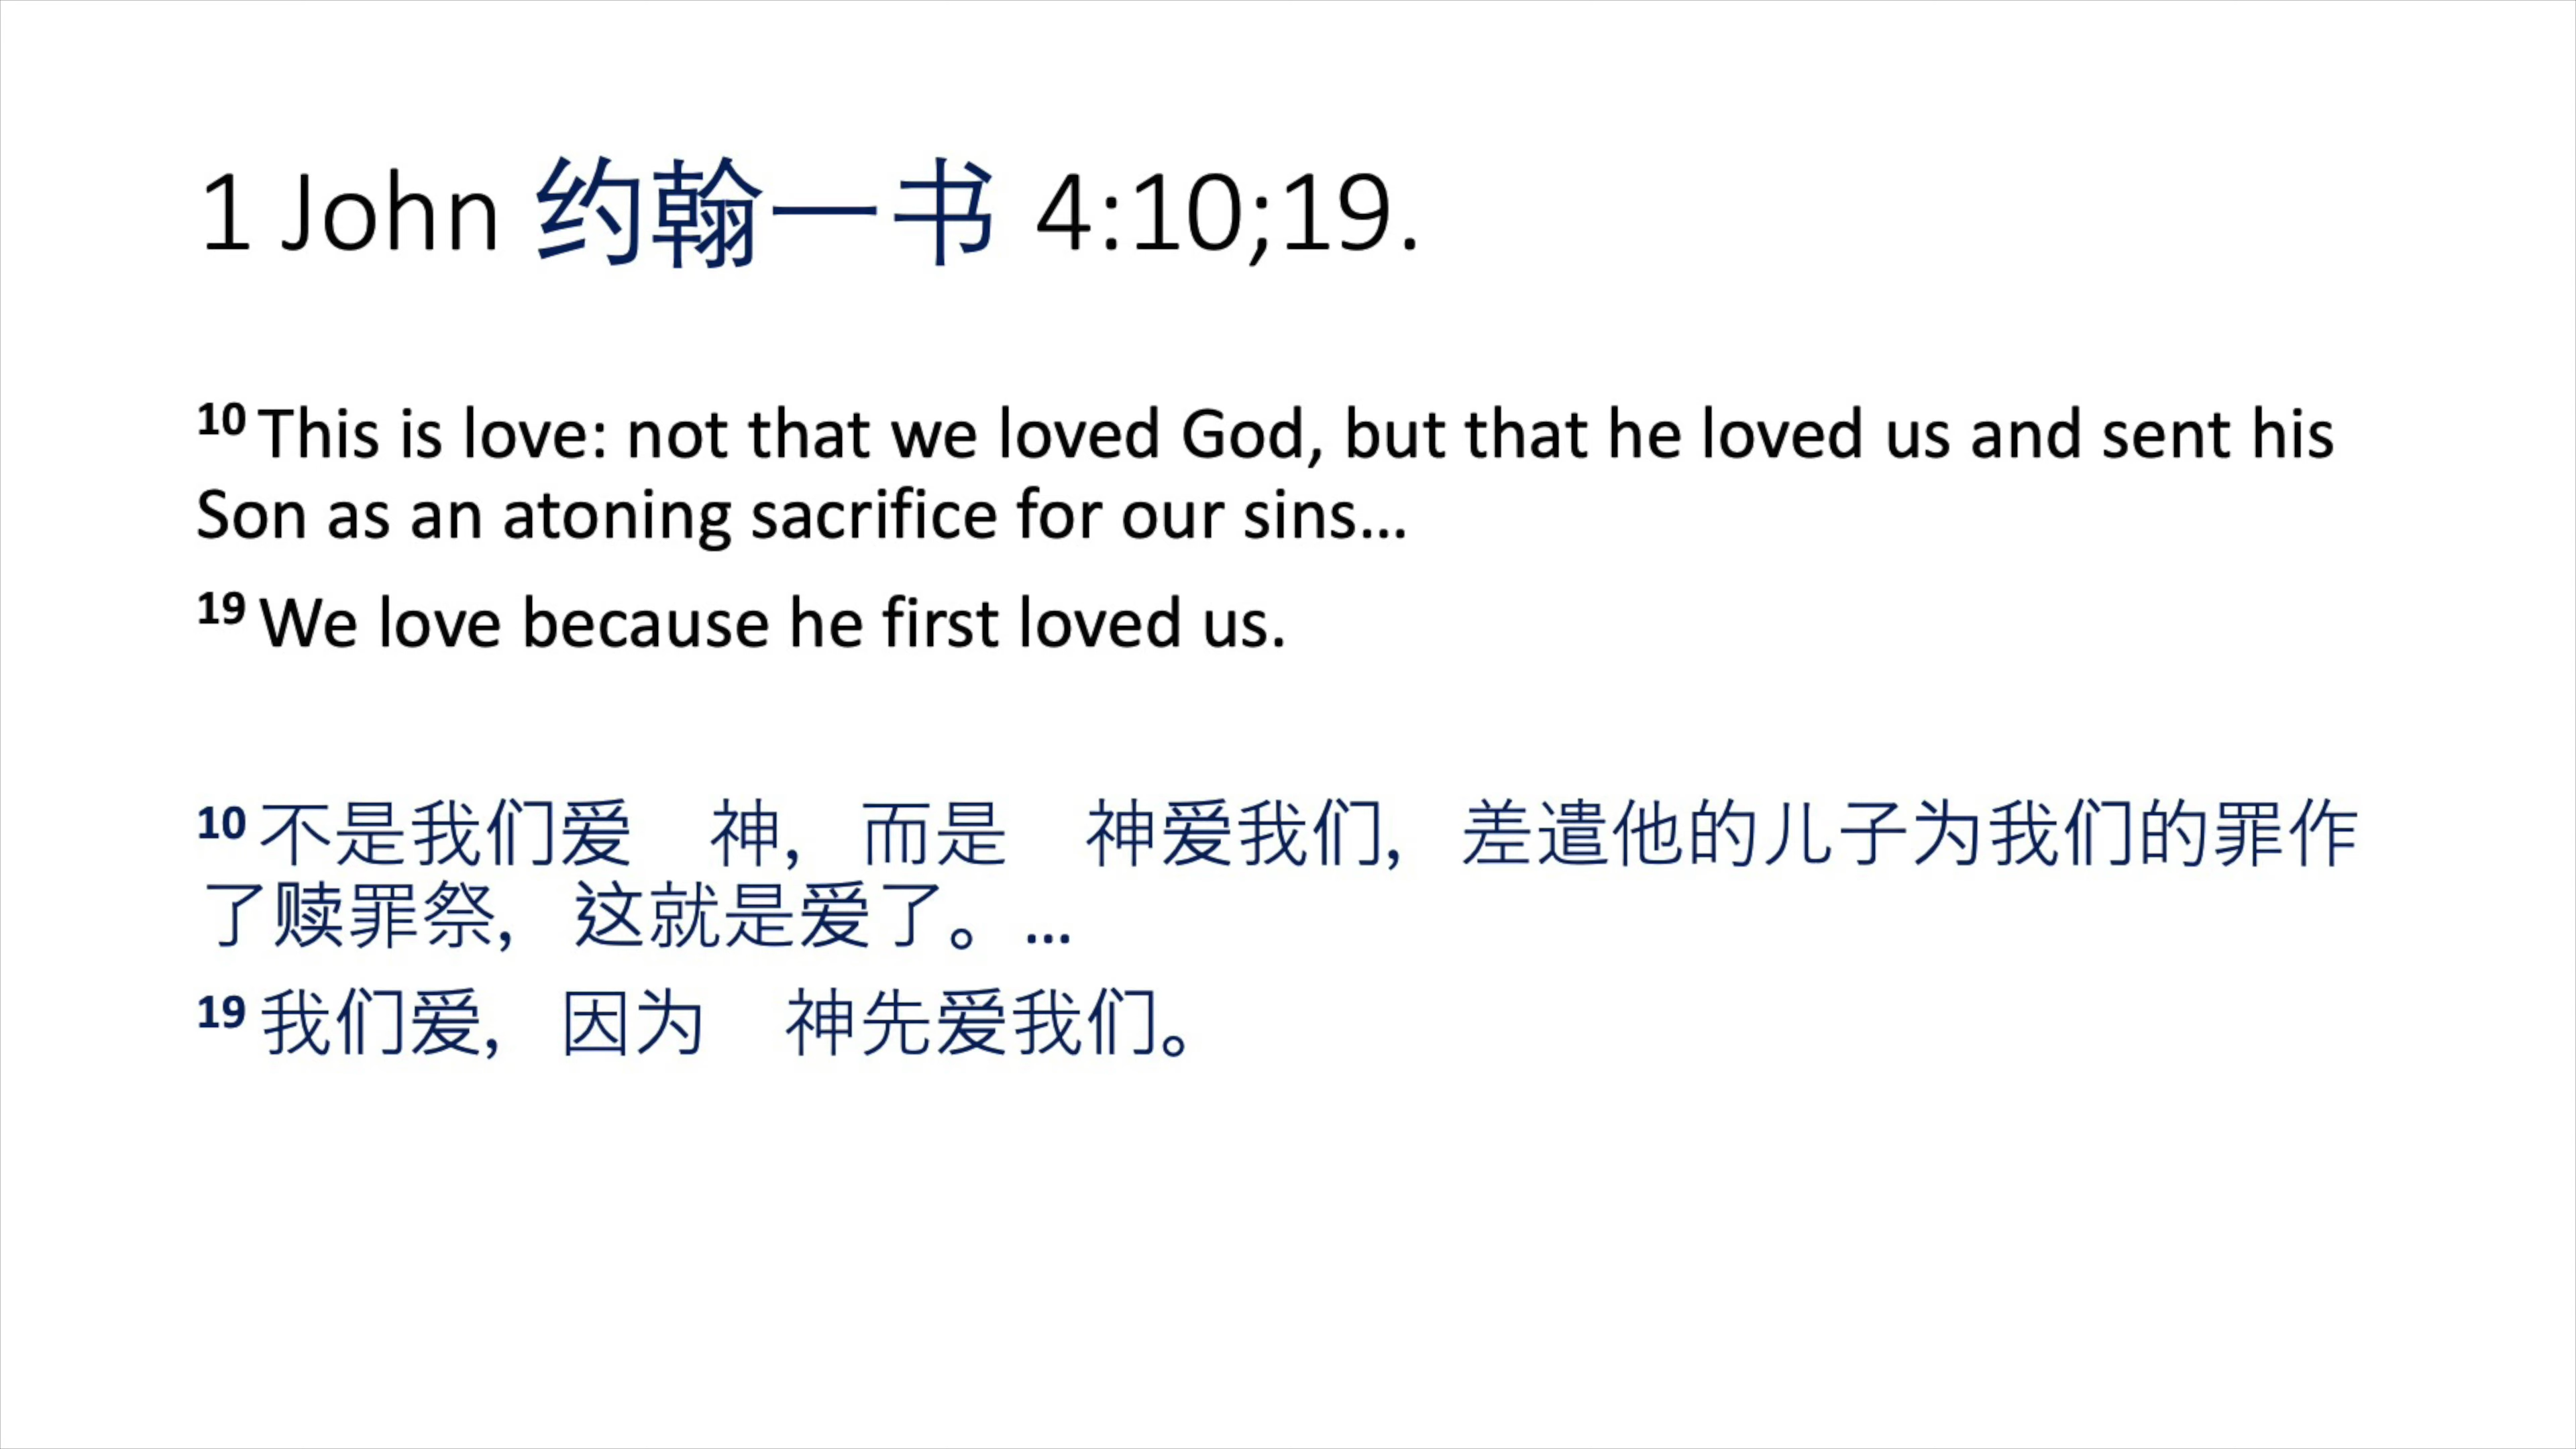 1 John 约翰一书 4:10;19.
10 This is love: not that we loved God, but that he loved us and sent his
Son as an atoning sacrifice for our sins...
19 We love because he first loved us.
10 不是我们爱　神，而是　神爱我们，差遣他的儿子为我们的罪作
了赎罪祭，这就是爱了。...
19 我们爱，因为　神先爱我们。